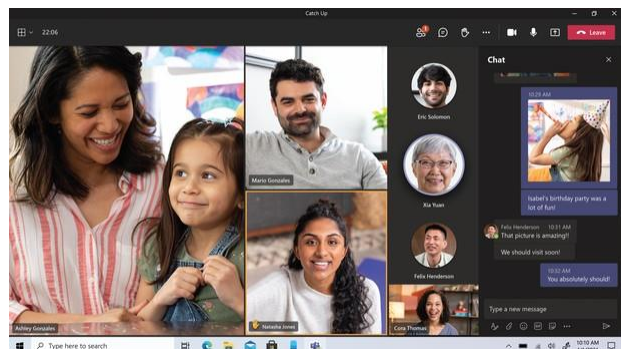 Catch Up
22:06
1
Leave
Chat
10:29 AM
Isabel's birthday party was a
lot of fun!
Felix Henderson 10:31 AM
That picture is amazing!!
We should visit soon!
10:32 AM
You absolutely should!
Type a new message
Eric Solomon
Mario Gonzales
Xia Yuan
Felix Henderson
Ashley Gonzales
Natasha Jones
Cora Thomas
Type here to search
10:10 AM